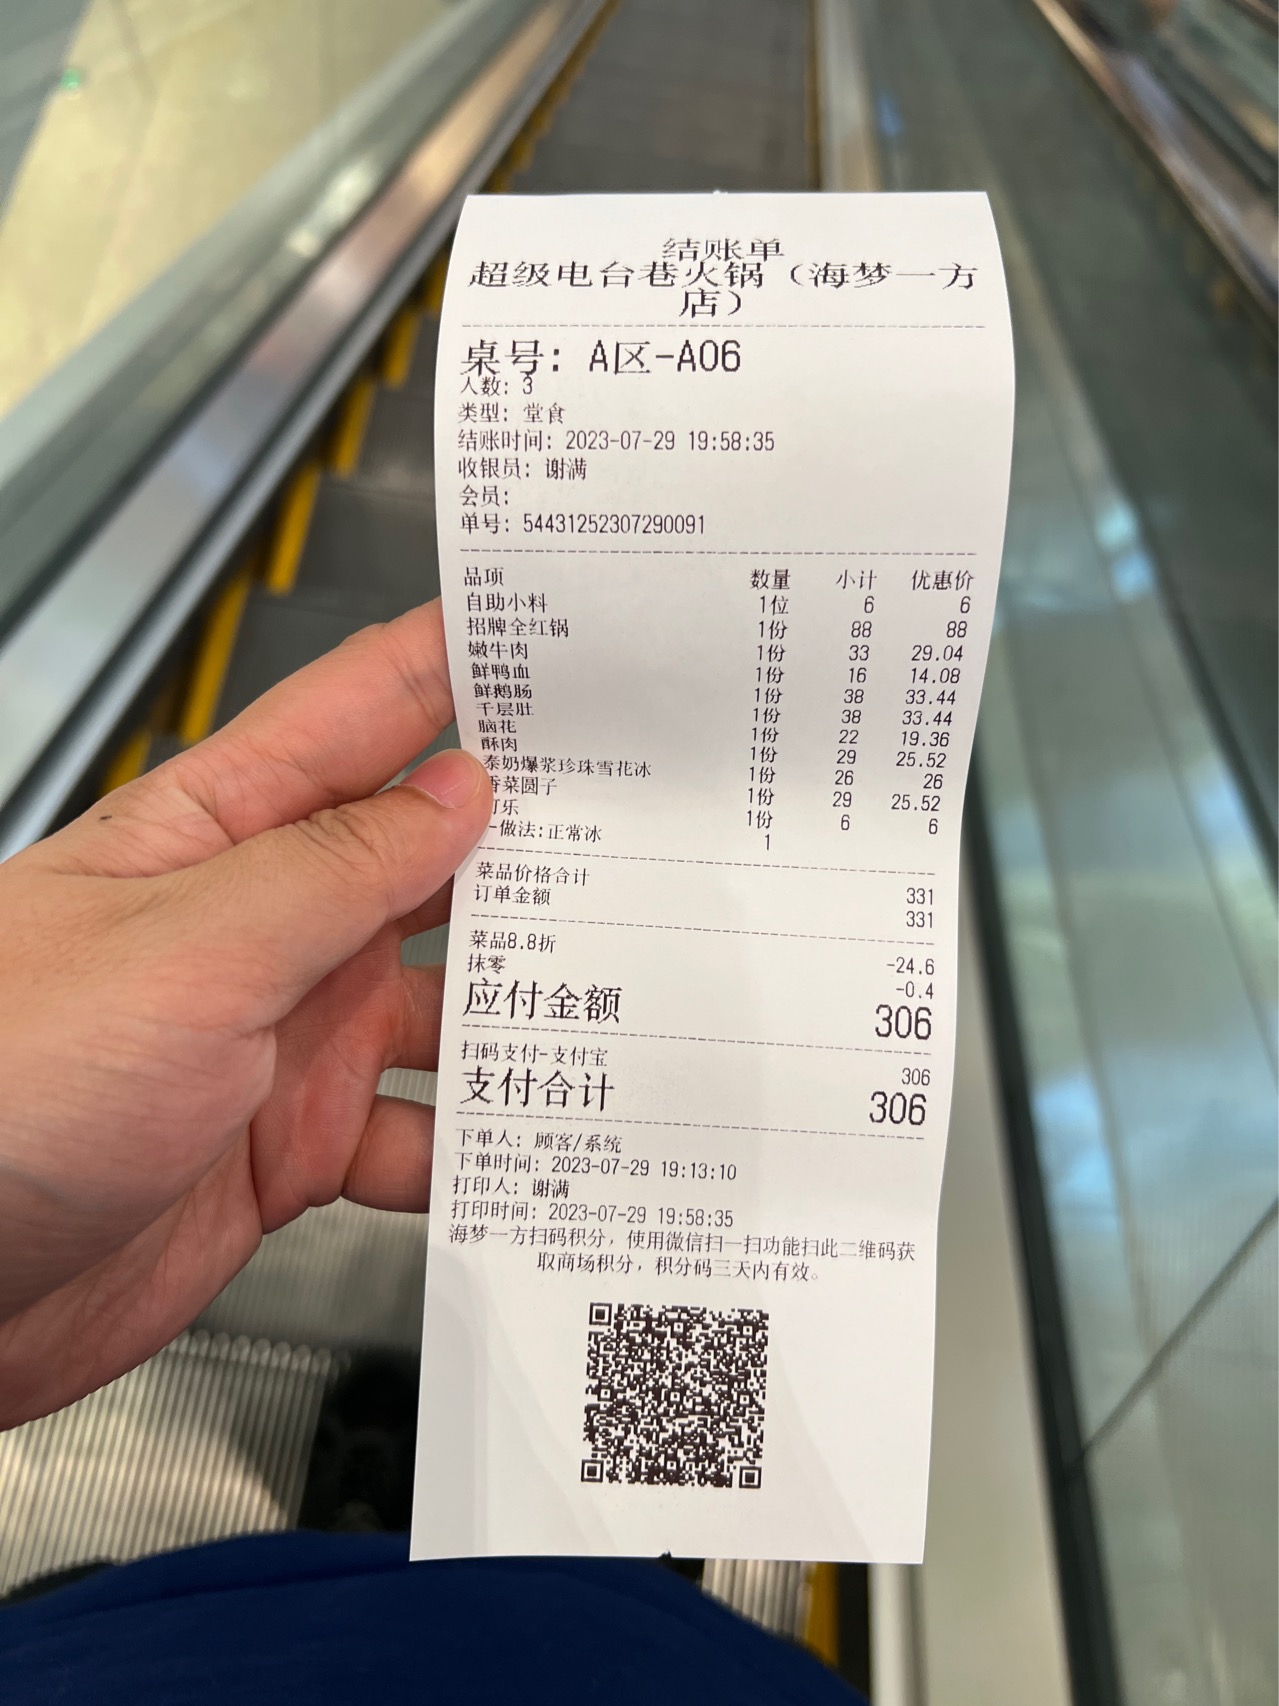 结账单
超级电台巷火锅（海梦一方
店）
桌号: A区-A06
人数: 3
类型: 堂食
结账时间: 2023-07-29 19:58:35
收银员: 谢满
会员:
单号: 54431252307290091
品项 数量 小计 优惠价
自助小料 1位 6 6
招牌全红锅 1份 88 88
嫩牛肉 1份 33 29.04
鲜鸭血 1份 16 14.08
鲜鹅肠 1份 38 33.44
千层肚 1份 38 33.44
脑花 1份 22 19.36
酥肉 1份 29 25.52
泰奶爆浆珍珠雪花冰 1份 26 26
香菜圆子 1份 29 25.52
乐 1份 6 6
-做法:正常冰 1
菜品价格合计 331
订单金额 331
菜品8.8折 -24.6
抹零 -0.4
应付金额 306
扫码支付-支付宝 306
支付合计 306
下单人: 顾客/系统
下单时间: 2023-07-29 19:13:10
打印人: 谢满
打印时间: 2023-07-29 19:58:35
海梦一方扫码积分，使用微信扫一扫功能扫此二维码获
取商场积分，积分码三天内有效。